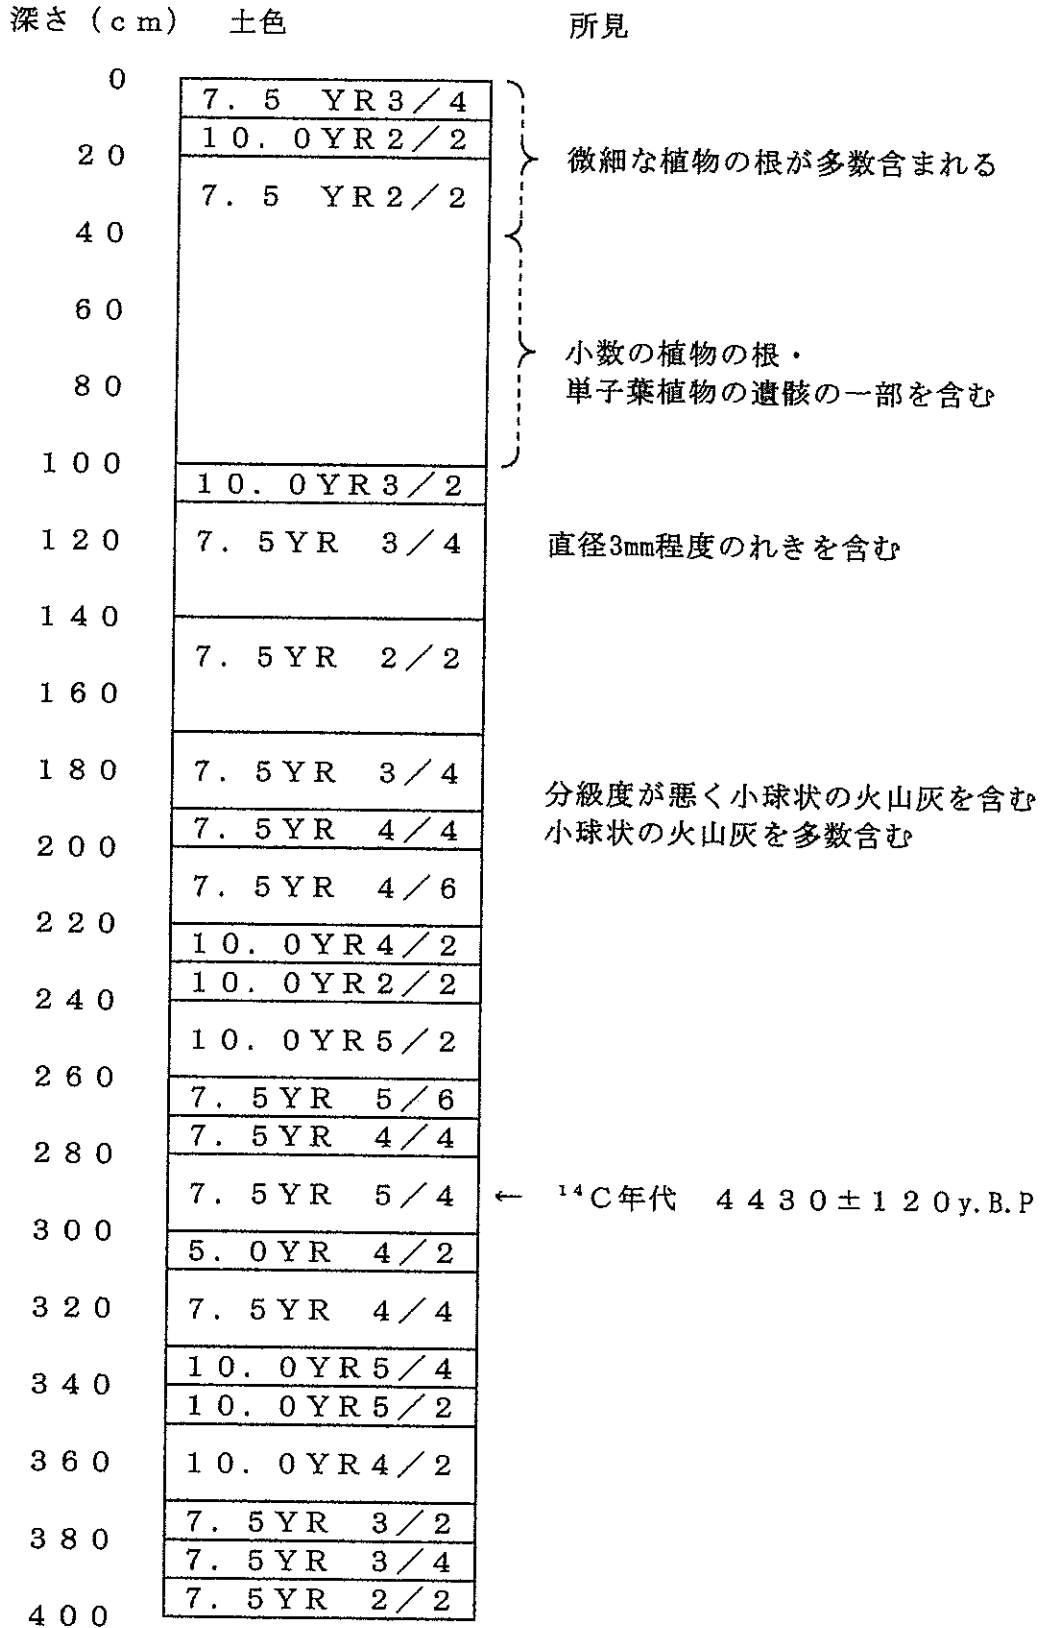 深さ（ｃｍ） 土色 所見
０
７．５ ＹＲ３／４
１０．０ＹＲ２／２
２０ 微細な植物の根が多数含まれる
７．５ ＹＲ２／２
４０
６０
小数の植物の根・
８０ 単子葉植物の遺骸の一部を含む
１００
１０．０ＹＲ３／２
１２０ ７．５ＹＲ ３／４ 直径3mm程度のれきを含む
１４０
７．５ＹＲ ２／２
１６０
１８０ ７．５ＹＲ ３／４
分級度が悪く小球状の火山灰を含む
７．５ＹＲ ４／４ 小球状の火山灰を多数含む
２００
７．５ＹＲ ４／６
２２０
１０．０ＹＲ４／２
１０．０ＹＲ２／２
２４０
１０．０ＹＲ５／２
２６０
７．５ＹＲ ５／６
７．５ＹＲ ４／４
２８０
７．５ＹＲ ５／４ ← ¹⁴Ｃ年代 ４４３０±１２０y.B.P
３００
５．０ＹＲ ４／２
３２０ ７．５ＹＲ ４／４
１０．０ＹＲ５／４
３４０
１０．０ＹＲ５／２
３６０ １０．０ＹＲ４／２
７．５ＹＲ ３／２
３８０
７．５ＹＲ ３／４
７．５ＹＲ ２／２
４００